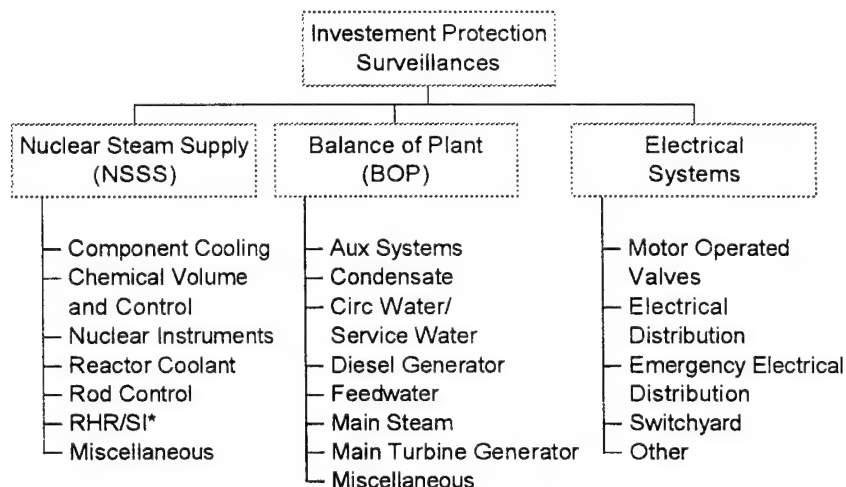 Investement Protection
Surveillances
Nuclear Steam Supply
(NSSS)
Balance of Plant
(BOP)
Electrical
Systems
Component Cooling
Chemical Volume
and Control
Nuclear Instruments
Reactor Coolant
Rod Control
RHR/SI*
Miscellaneous
Aux Systems
Condensate
Circ Water/
Service Water
Diesel Generator
Feedwater
Main Steam
Main Turbine Generator
Miscellaneous
Motor Operated
Valves
Electrical
Distribution
Emergency Electrical
Distribution
Switchyard
Other